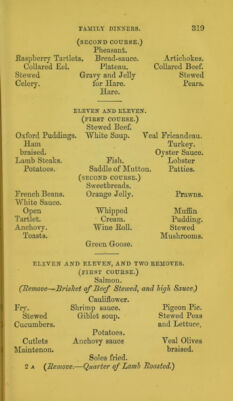 FAMILY DINNERS. 319
(SECOND COURSE.)
Pheasant.
Raspberry Tartlets. Bread-sauce. Artichokes.
Collared Eel. Plateau. Collared Beef.
Stewed Gravy and Jelly Stewed
Celery. for Hare. Pears.
Hare.
ELEVEN AND ELEVEN.
(FIRST COURSE.)
Stewed Beef.
Oxford Puddings. White Soup. Veal Fricandeau.
Ham Turkey.
braised. Oyster Sauce.
Lamb Steaks. Fish. Lobster
Potatoes. Saddle of Mutton. Patties.
(SECOND COURSE.)
Sweetbreads.
French Beans. Orange Jelly. Prawns.
White Sauce.
Open Whipped Muffin
Tartlet. Cream. Pudding.
Anchovy. Wine Roll. Stewed
Toasts. Mushrooms.
Green Goose.
ELEVEN AND ELEVEN, AND TWO REMOVES.
(FIRST COURSE.)
Salmon.
(Remove—Brisket of Beef Stewed, and high Sauce.)
Cauliflower.
Fry. Shrimp sauce. Pigeon Pie.
Stewed Giblet soup. Stewed Peas
Cucumbers. and Lettuce,
Potatoes.
Cutlets Anchovy sauce Veal Olives
Maintenon. braised.
Soles fried.
2 A (Remove.—Quarter of Lamb Roasted.)